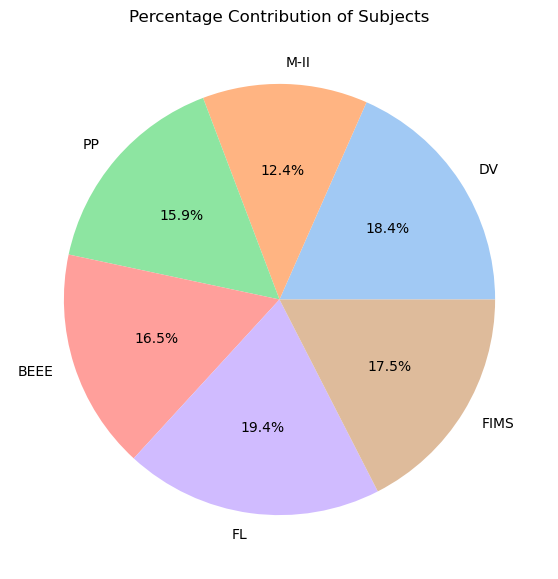 Percentage Contribution of Subjects
M-II
PP
DV
12.4%
15.9%
18.4%
16.5%
17.5%
BEEE
19.4%
FIMS
FL